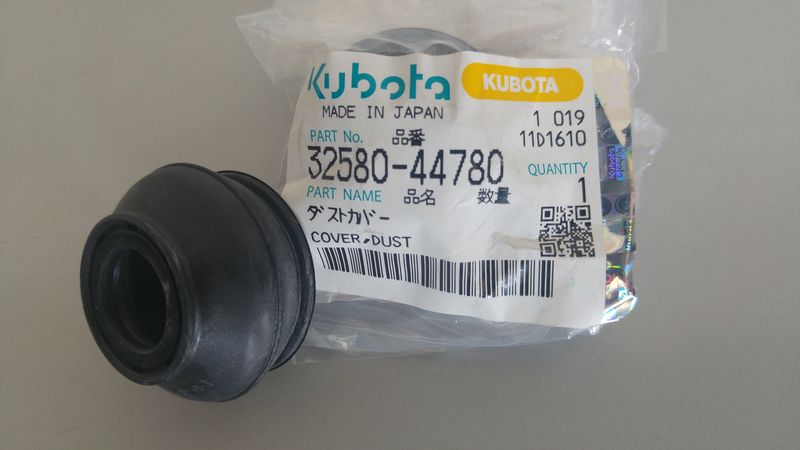 Kubota KUBOTA
MADE IN JAPAN 1 019
PART No. 品番 11D1610
32580-44780 QUANTITY
PART NAME 品名 数量 1
ダストカバー
COVER,DUST
Kubota